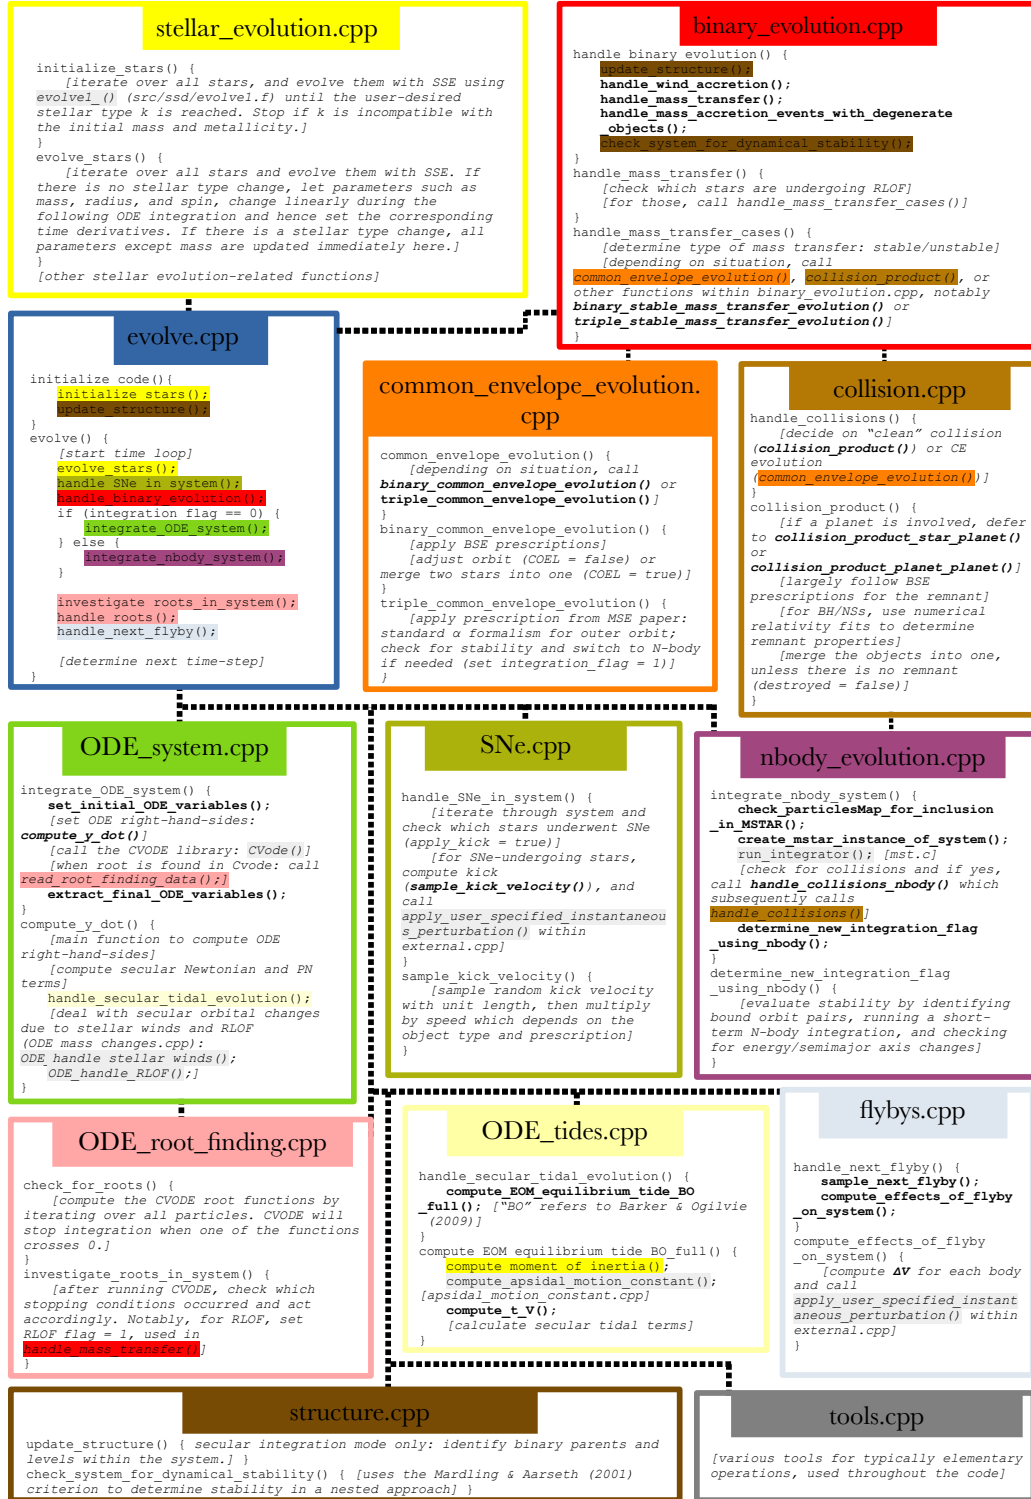 stellar_evolution.cpp
initialize_stars() {
[iterate over all stars, and evolve them with SSE using
evolve1_() (src/ssd/evolve1.f) until the user-desired
stellar type k is reached. Stop if k is incompatible with
the initial mass and metallicity.]
}
evolve_stars() {
[iterate over all stars and evolve them with SSE. If
there is no stellar type change, let parameters such as
mass, radius, and spin, change linearly during the
following ODE integration and hence set the corresponding
time derivatives. If there is a stellar type change, all
parameters except mass are updated immediately here.]
}
[other stellar evolution-related functions]
binary_evolution.cpp
handle_binary_evolution() {
update_structure();
handle_wind_accretion();
handle_mass_transfer();
handle_mass_accretion_events_with_degenerate
_objects();
check_system_for_dynamical_stability();
}
handle_mass_transfer() {
[check which stars are undergoing RLOF]
[for those, call handle_mass_transfer_cases()]
}
handle_mass_transfer_cases() {
[determine type of mass transfer: stable/unstable]
[depending on situation, call
common_envelope_evolution(), collision_product(), or
other functions within binary_evolution.cpp, notably
binary_stable_mass_transfer_evolution() or
triple_stable_mass_transfer_evolution()]
}
evolve.cpp
initialize_code(){
initialize_stars();
update_structure();
}
evolve() {
[start time loop]
evolve_stars();
handle_SNe_in_system();
handle_binary_evolution();
if (integration_flag == 0) {
integrate_ODE_system();
} else {
integrate_nbody_system();
}
investigate_roots_in_system();
handle_roots();
handle_next_flyby();
[determine next time-step]
}
common_envelope_evolution.
cpp
common_envelope_evolution() {
[depending on situation, call
binary_common_envelope_evolution() or
triple_common_envelope_evolution()]
}
binary_common_envelope_evolution() {
[apply BSE prescriptions]
[adjust orbit (COEL = false) or
merge two stars into one (COEL = true)]
}
triple_common_envelope_evolution() {
[apply prescription from MSE paper:
standard α formalism for outer orbit;
check for stability and switch to N-body
if needed (set integration_flag = 1)]
}
collision.cpp
handle_collisions() {
[decide on “clean” collision
(collision_product()) or CE
evolution
(common_envelope_evolution())]
}
collision_product() {
[if a planet is involved, defer
to collision_product_star_planet()
or
collision_product_planet_planet()]
[largely follow BSE
prescriptions for the remnant]
[for BH/NSs, use numerical
relativity fits to determine
remnant properties]
[merge the objects into one,
unless there is no remnant
(destroyed = false)]
}
ODE_system.cpp
integrate_ODE_system() {
set_initial_ODE_variables();
[set ODE right-hand-sides:
compute_y_dot()]
[call the CVODE library: CVode()]
[when root is found in Cvode: call
read_root_finding_data();]
extract_final_ODE_variables();
}
compute_y_dot() {
[main function to compute ODE
right-hand-sides]
[compute secular Newtonian and PN
terms]
handle_secular_tidal_evolution();
[deal with secular orbital changes
due to stellar winds and RLOF
(ODE_mass_changes.cpp):
ODE_handle_stellar_winds();
ODE_handle_RLOF();]
}
SNe.cpp
handle_SNe_in_system() {
[iterate through system and
check which stars underwent SNe
(apply_kick = true)]
[for SNe-undergoing stars,
compute kick
(sample_kick_velocity()), and
call
apply_user_specified_instantaneou
s_perturbation() within
external.cpp]
}
sample_kick_velocity() {
[sample random kick velocity
with unit length, then multiply
by speed which depends on the
object type and prescription]
}
nbody_evolution.cpp
integrate_nbody_system() {
check_particlesMap_for_inclusion
_in_MSTAR();
create_mstar_instance_of_system();
run_integrator(); [mst.c]
[check for collisions and if yes,
call handle_collisions_nbody() which
subsequently calls
handle_collisions()]
determine_new_integration_flag
_using_nbody();
}
determine_new_integration_flag
_using_nbody() {
[evaluate stability by identifying
bound orbit pairs, running a short-
term N-body integration, and checking
for energy/semimajor axis changes]
}
ODE_root_finding.cpp
check_for_roots() {
[compute the CVODE root functions by
iterating over all particles. CVODE will
stop integration when one of the functions
crosses 0.]
}
investigate_roots_in_system() {
[after running CVODE, check which
stopping conditions occurred and act
accordingly. Notably, for RLOF, set
RLOF_flag = 1, used in
handle_mass_transfer()]
}
ODE_tides.cpp
handle_secular_tidal_evolution() {
compute_EOM_equilibrium_tide_BO
_full(); [“BO” refers to Barker & Ogilvie
(2009)]
}
compute_EOM_equilibrium_tide_BO_full() {
compute_moment_of_inertia();
compute_apsidal_motion_constant();
[apsidal_motion_constant.cpp]
compute_t_V();
[calculate secular tidal terms]
}
flybys.cpp
handle_next_flyby() {
sample_next_flyby();
compute_effects_of_flyby
_on_system();
}
compute_effects_of_flyby
_on_system() {
[compute ΔV for each body
and call
apply_user_specified_instant
aneous_perturbation() within
external.cpp]
}
structure.cpp
update_structure() { secular integration mode only: identify binary parents and
levels within the system.] }
check_system_for_dynamical_stability() { [uses the Mardling & Aarseth (2001)
criterion to determine stability in a nested approach] }
tools.cpp
[various tools for typically elementary
operations, used throughout the code]